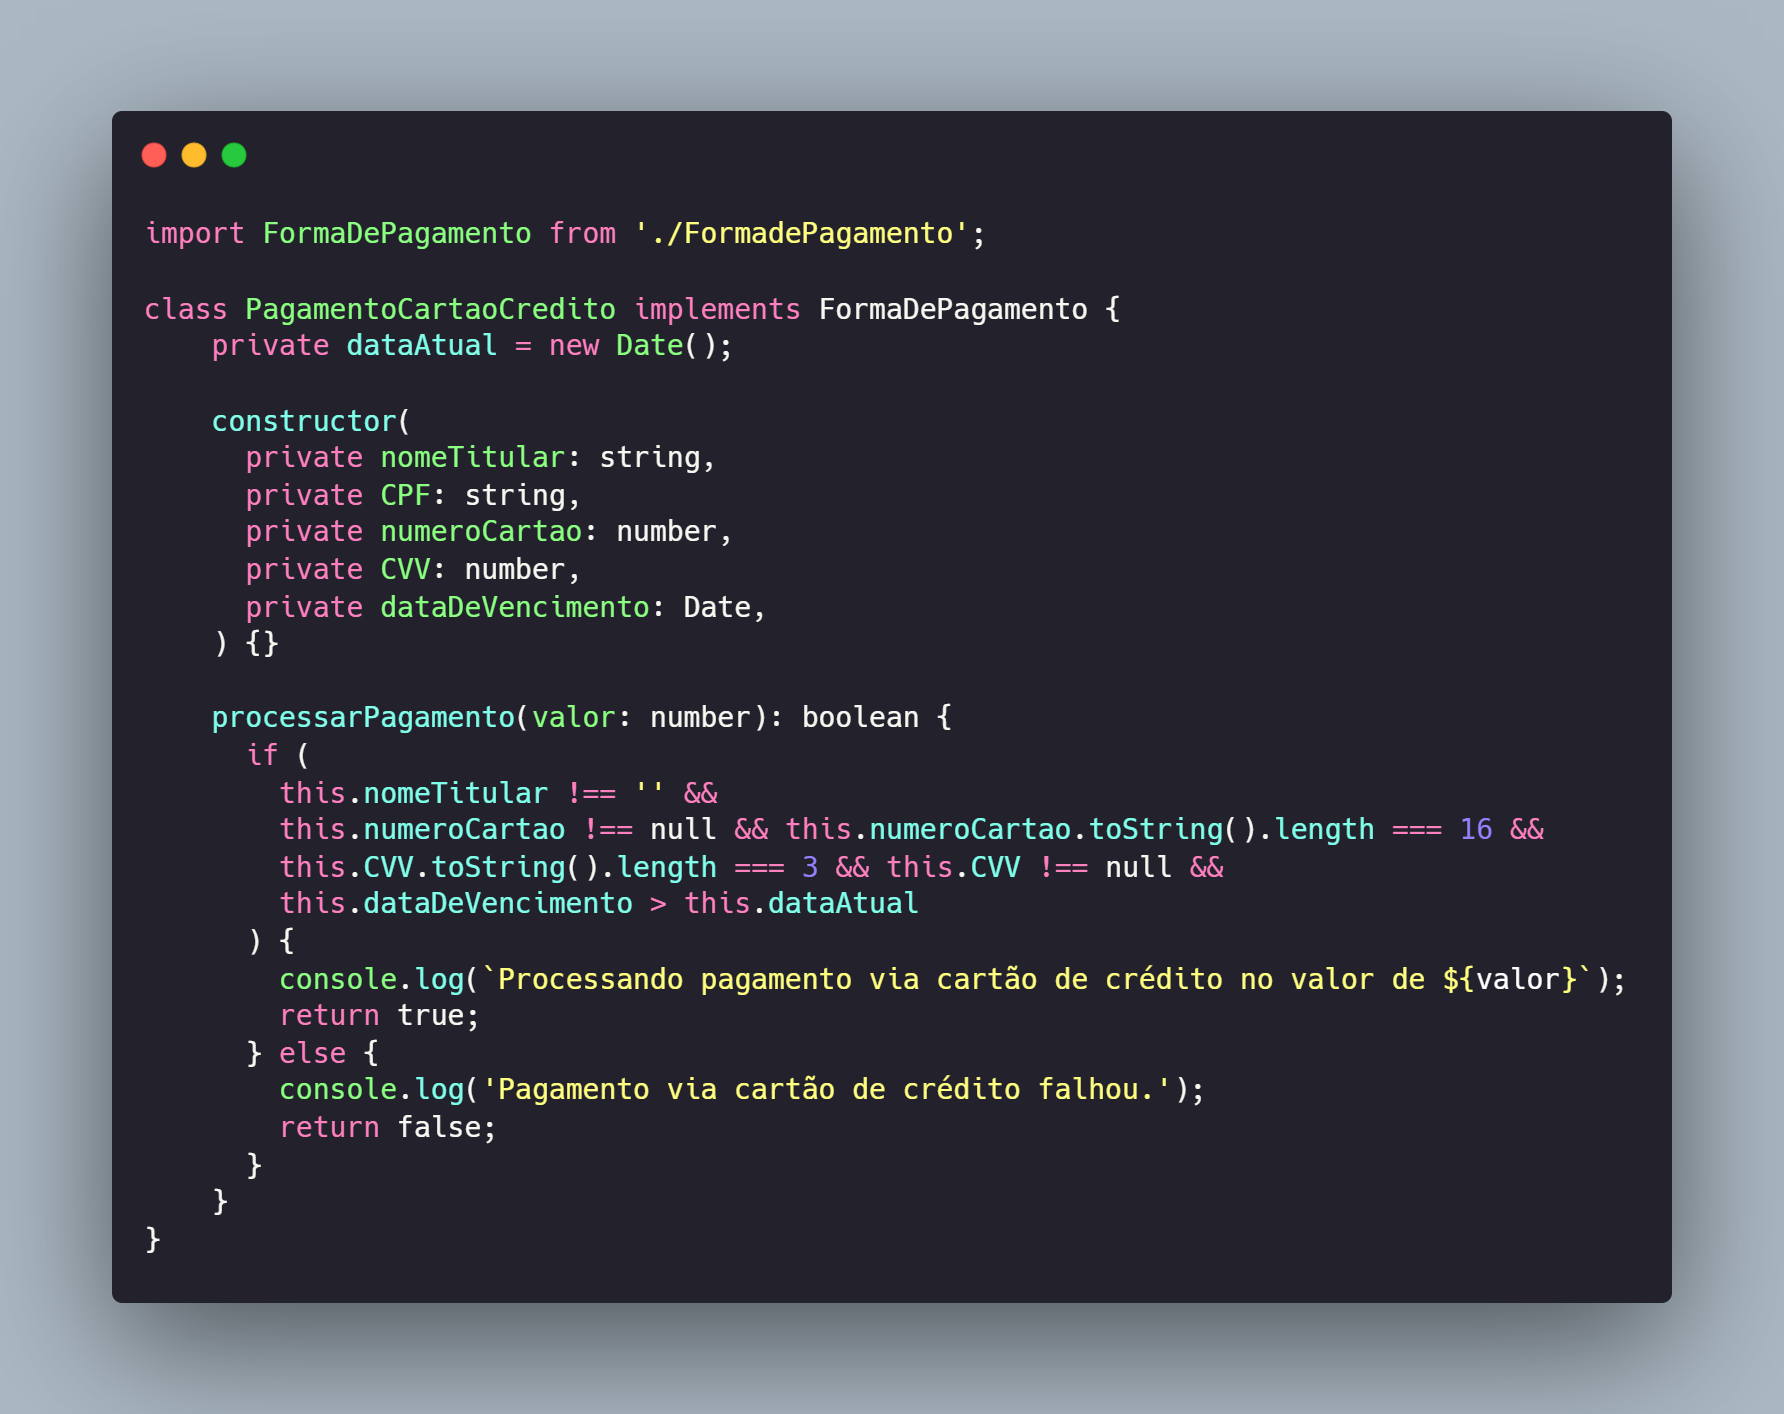 import FormaDePagamento from './FormadePagamento';

class PagamentoCartaoCredito implements FormaDePagamento {
    private dataAtual = new Date();

    constructor(
      private nomeTitular: string,
      private CPF: string,
      private numeroCartao: number,
      private CVV: number,
      private dataDeVencimento: Date,
    ) {}

    processarPagamento(valor: number): boolean {
      if (
        this.nomeTitular !== '' &&
        this.numeroCartao !== null && this.numeroCartao.toString().length === 16 &&
        this.CVV.toString().length === 3 && this.CVV !== null &&
        this.dataDeVencimento > this.dataAtual
      ) {
        console.log(`Processando pagamento via cartão de crédito no valor de ${valor}`);
        return true;
      } else {
        console.log('Pagamento via cartão de crédito falhou.');
        return false;
      }
    }
}